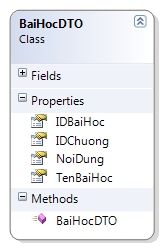 BaiHocDTO
Class
Fields
Properties
IDBaiHoc
IDChuong
NoiDung
TenBaiHoc
Methods
BaiHocDTO